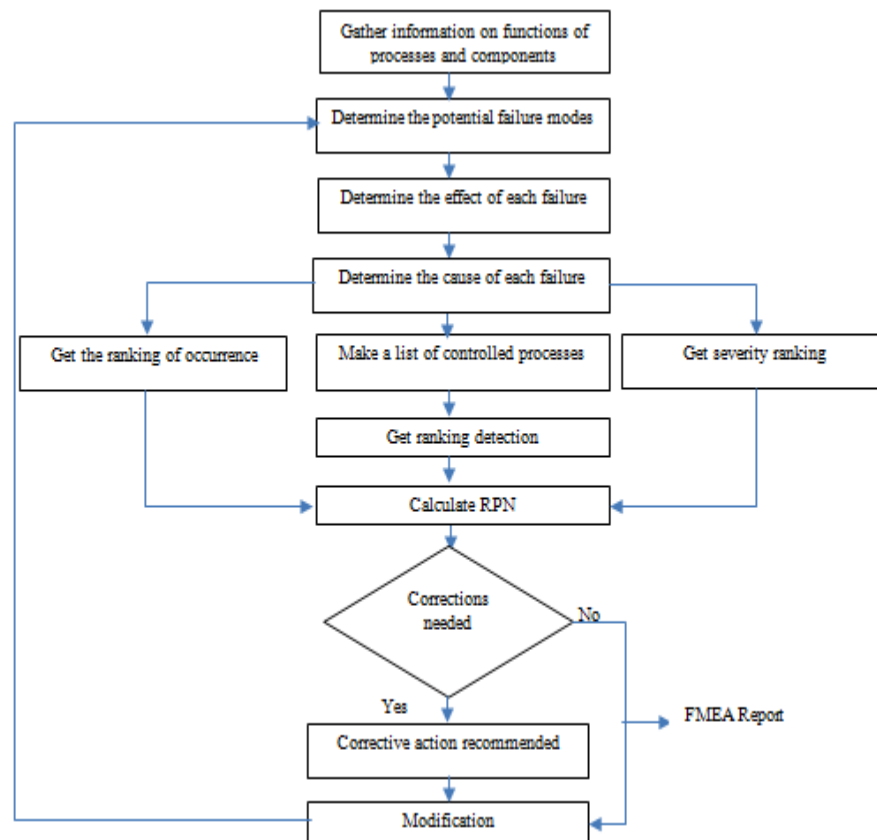 Gather information on functions of
processes and components
Determine the potential failure modes
Determine the effect of each failure
Determine the cause of each failure
Get the ranking of occurrence
Make a list of controlled processes
Get severity ranking
Get ranking detection
Calculate RPN
Corrections
needed
No
Yes
FMEA Report
Corrective action recommended
Modification